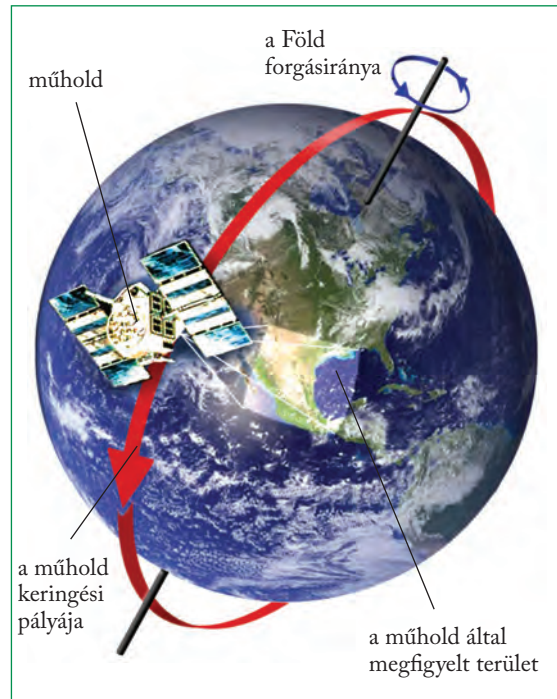 a Föld
forgásiránya
műhold
a műhold
keringési
pályája
a műhold által
megfigyelt terület